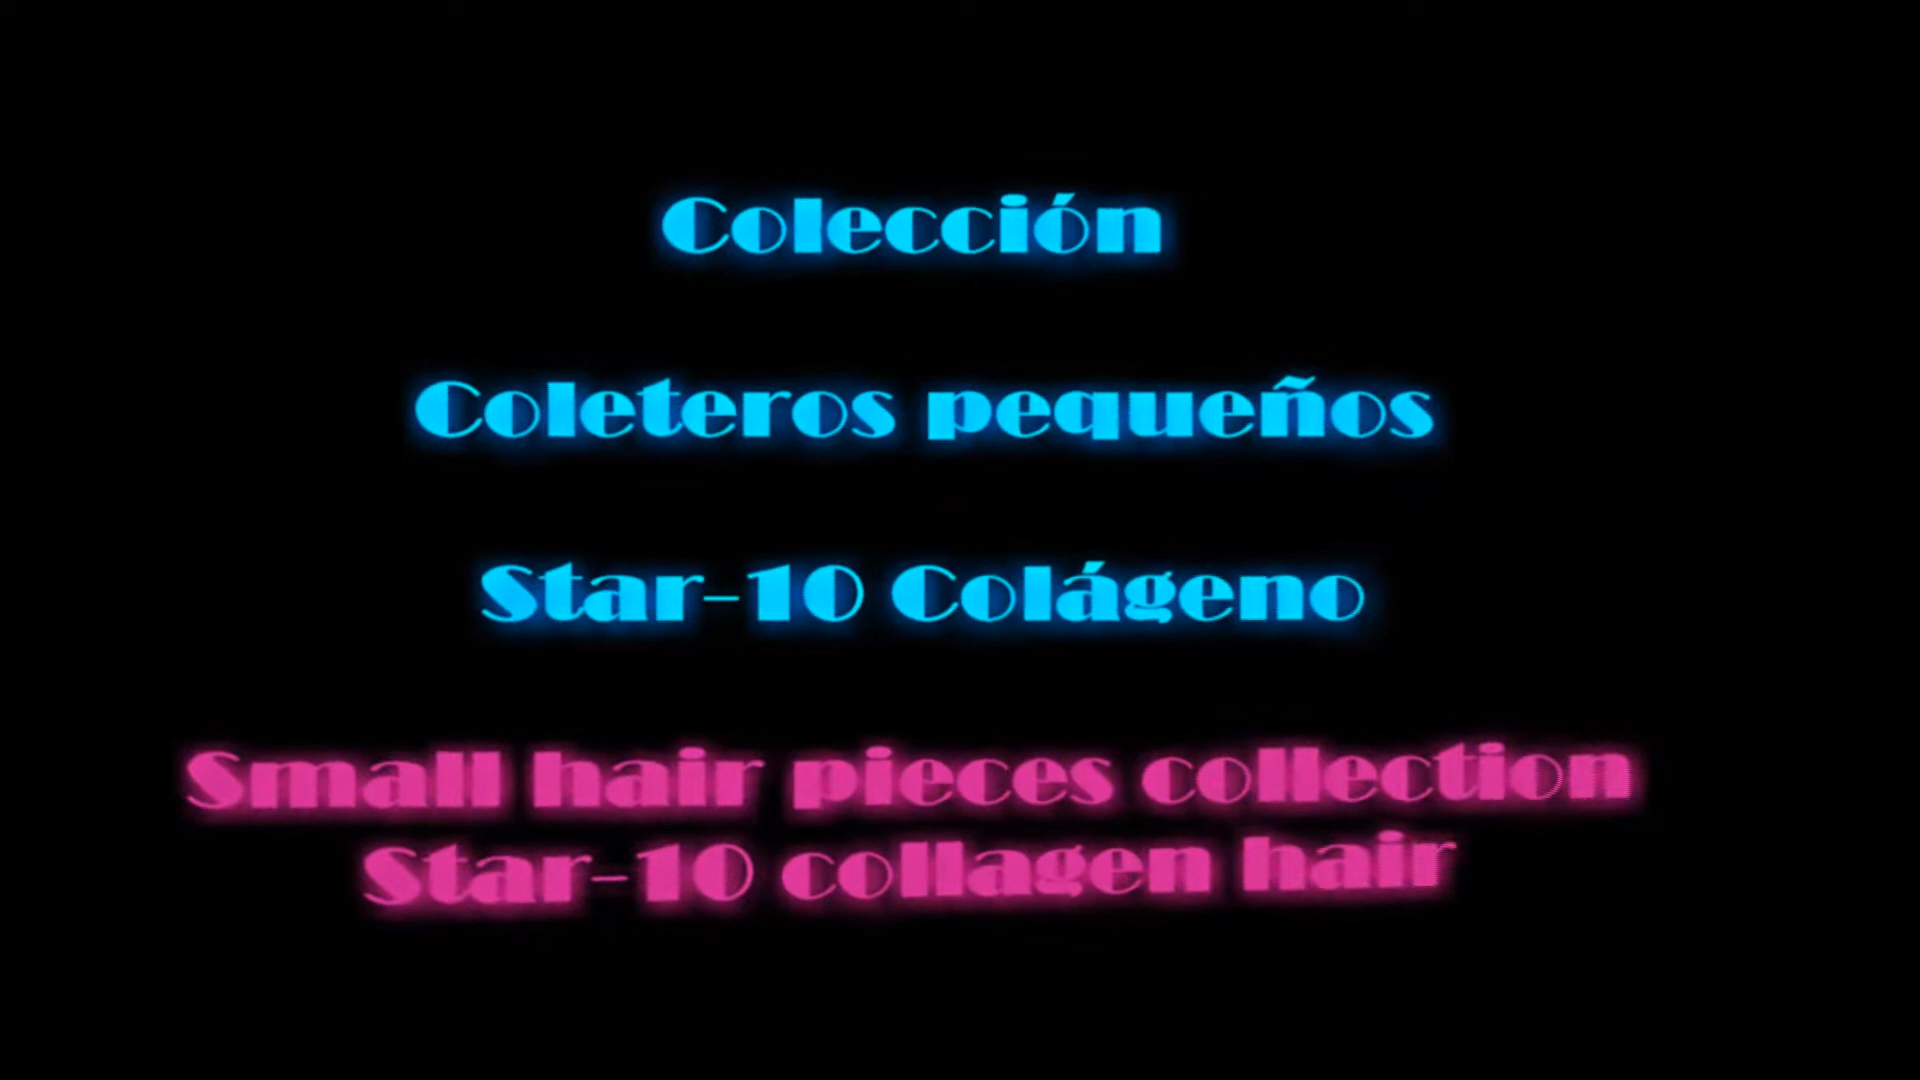 Colección
Coleteros pequeños
Star-10 Colágeno
Small hair pieces collection
Star-10 collagen hair